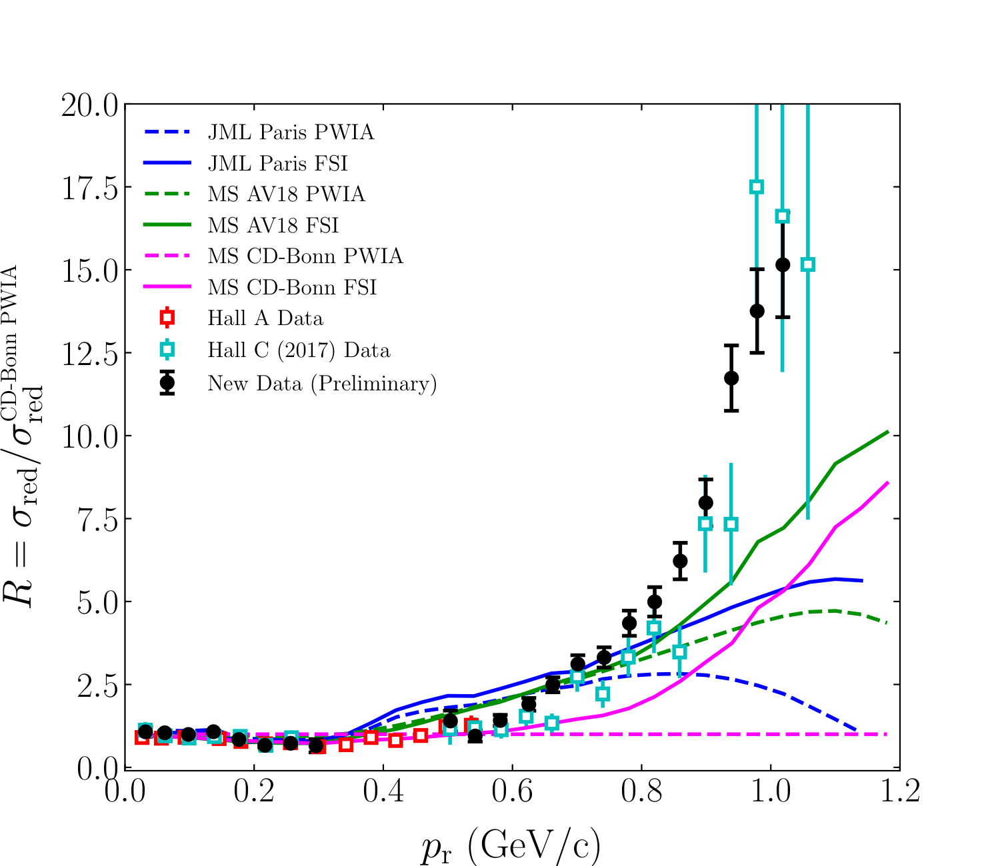 20.0
17.5
15.0
12.5
10.0
7.5
5.0
2.5
0.0
R = σred/σred^CD-Bonn PWIA
JML Paris PWIA
JML Paris FSI
MS AV18 PWIA
MS AV18 FSI
MS CD-Bonn PWIA
MS CD-Bonn FSI
Hall A Data
Hall C (2017) Data
New Data (Preliminary)
0.0 0.2 0.4 0.6 0.8 1.0 1.2
pr (GeV/c)